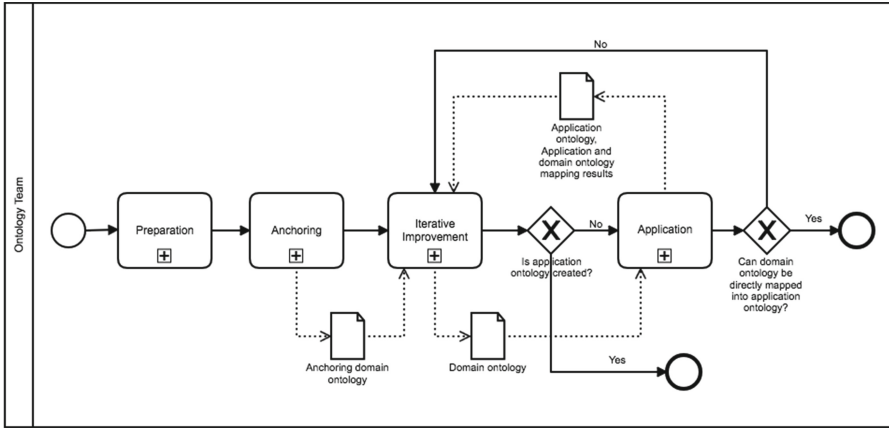 Ontology Team
No
Application
ontology,
Application and
domain ontology
mapping results
Preparation
Anchoring
Iterative
Improvement
No
Application
Yes
Is application
ontology created?
Can domain
ontology be
directly mapped
into application
ontology?
Anchoring domain
ontology
Domain ontology
Yes